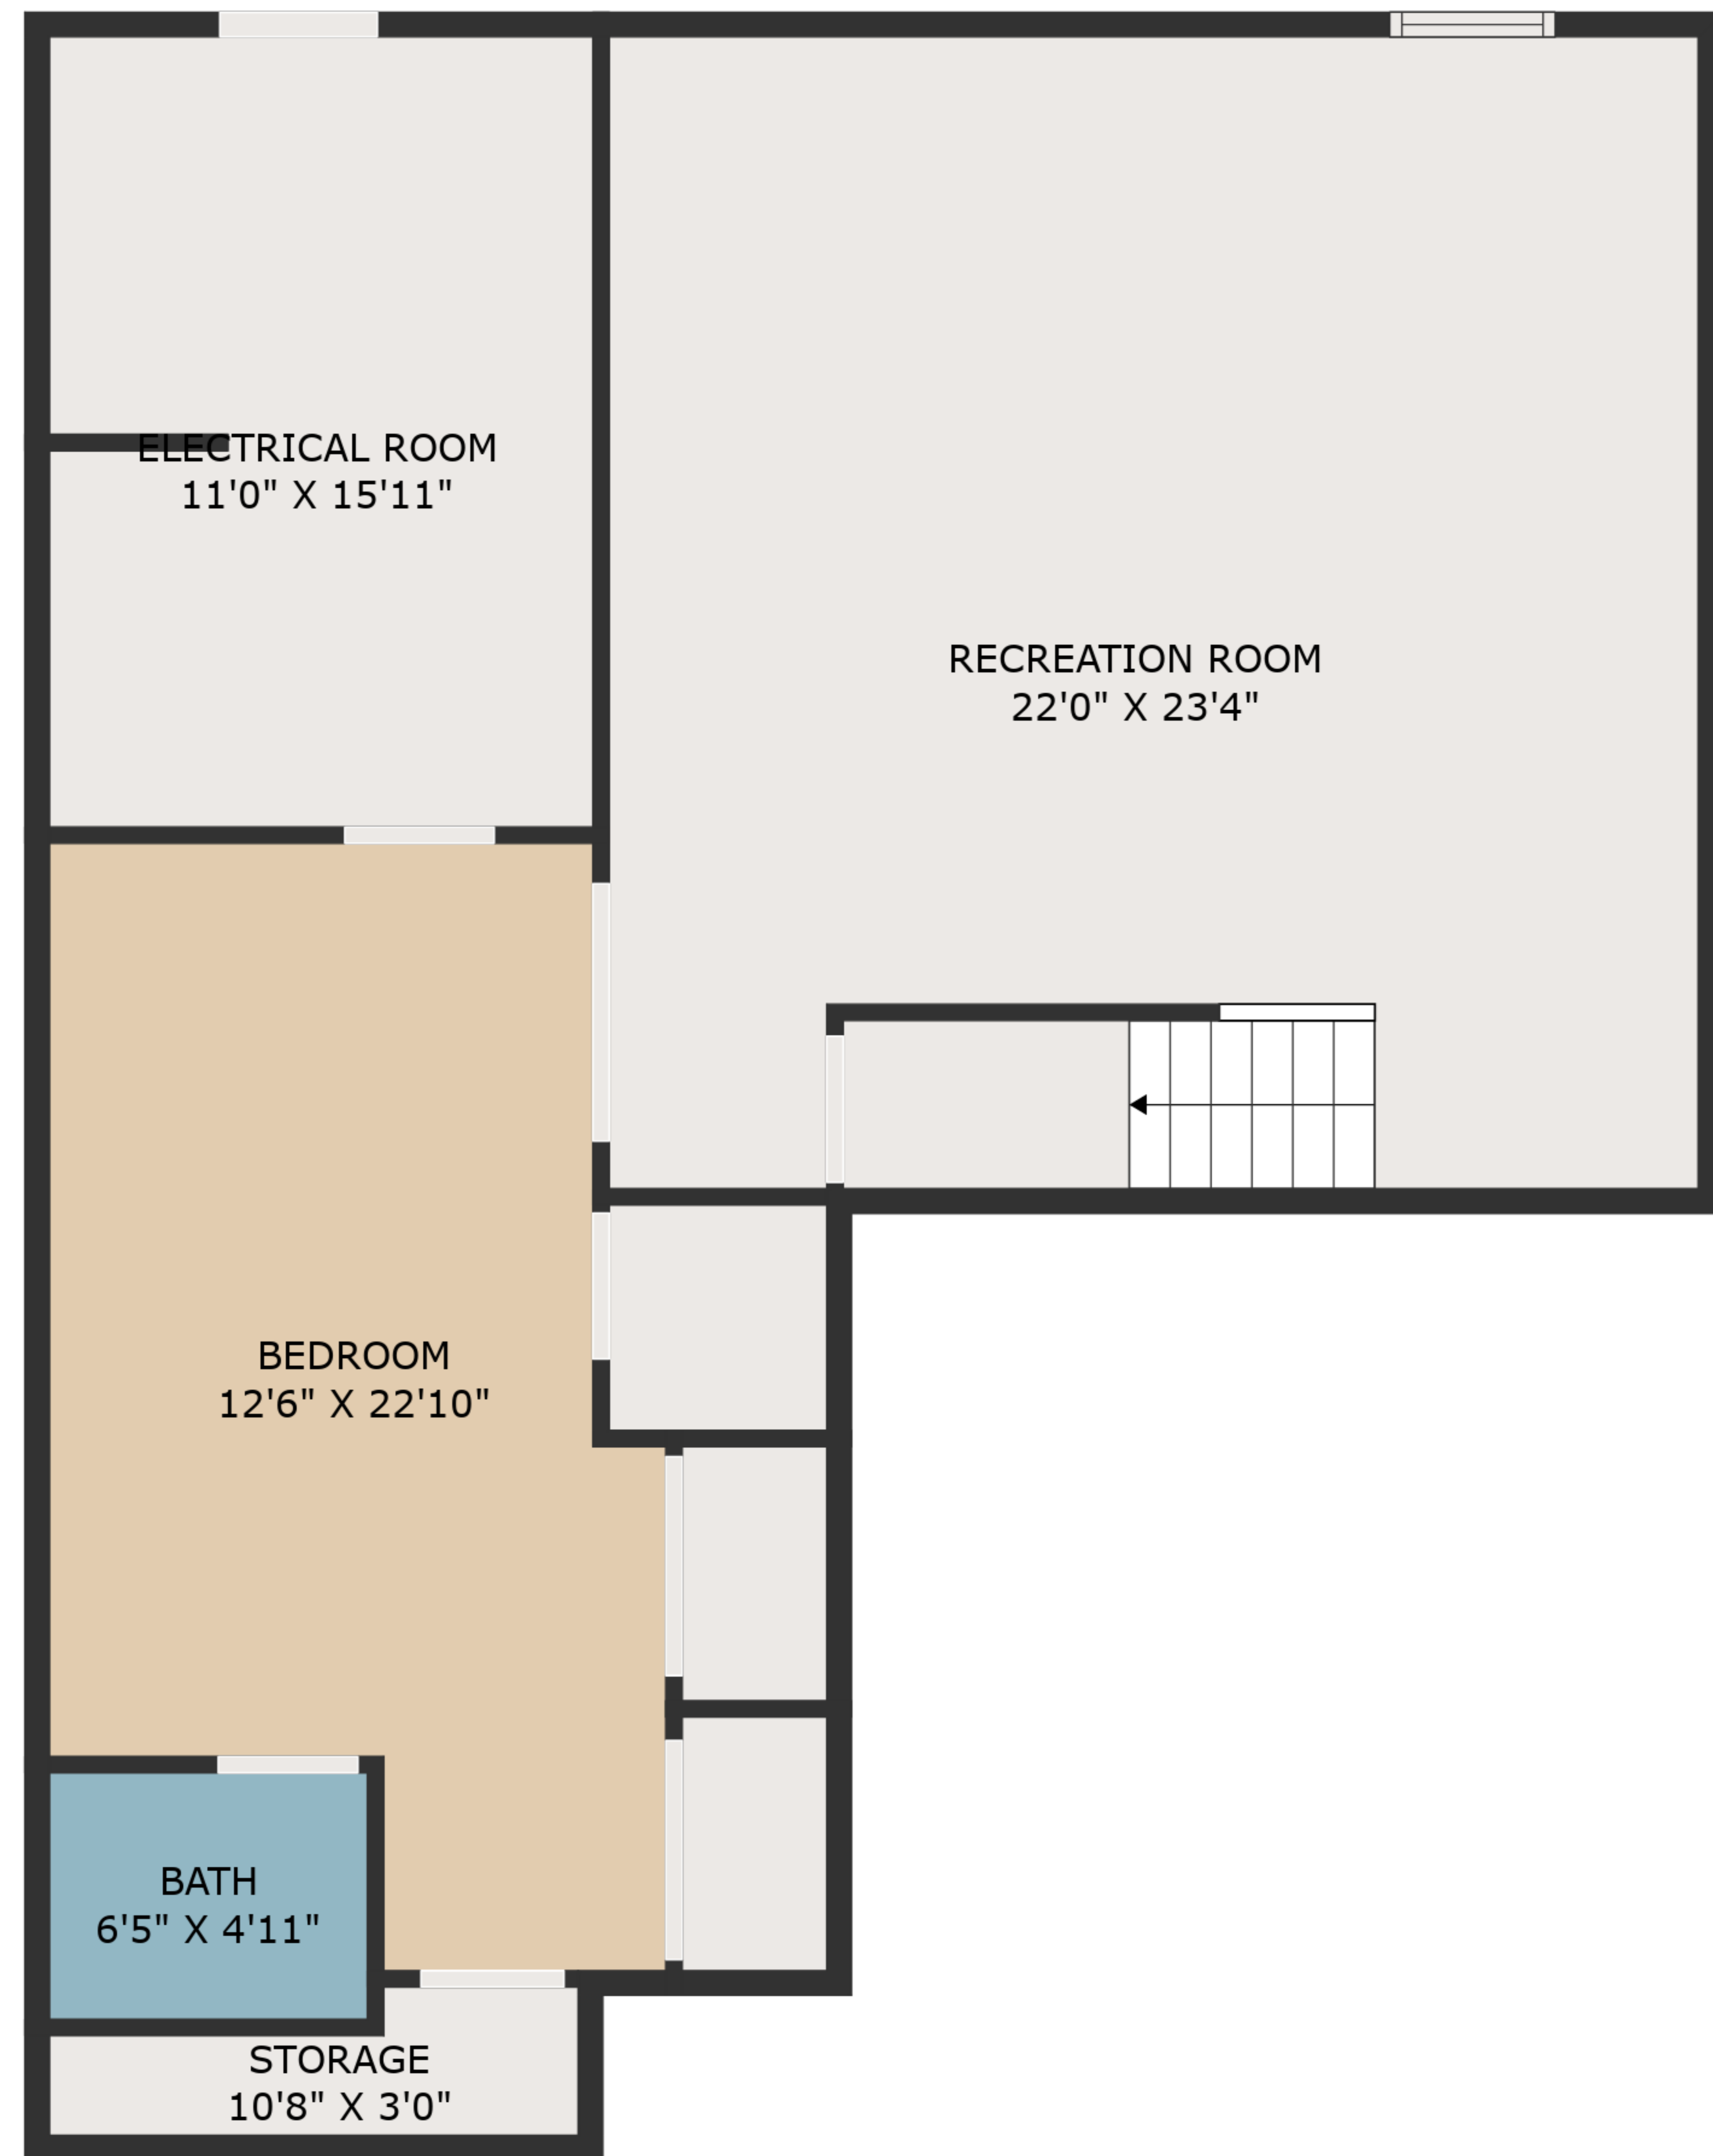 ELECTRICAL ROOM
11'0" X 15'11"
RECREATION ROOM
22'0" X 23'4"
BEDROOM
12'6" X 22'10"
BATH
6'5" X 4'11"
STORAGE
10'8" X 3'0"